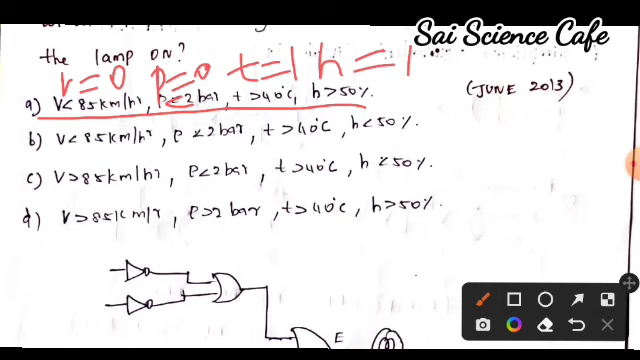 Sai Science Cafe
the lamp ON?
V=0 P=0 t=1 h=1
a) V<85km/hr, P<2bar, t>40°C, h>50%.
(JUNE 2013)
b) V<85km/hr, P<2bar, t>40°C, h<50%.
c) V>85km/hr, P<2bar, t>40°C, h<50%.
d) V>85km/r, P>2bar, t>40°C, h>50%.
E